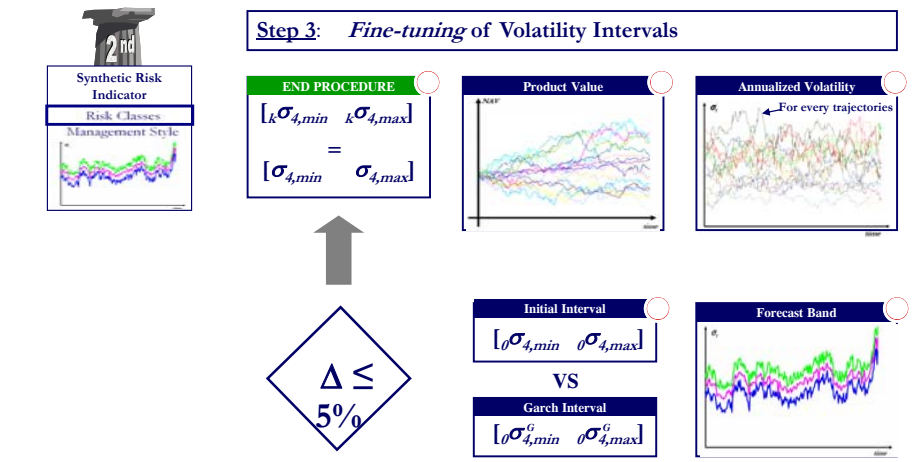 2nd
Synthetic Risk
Indicator
Risk Classes
Management Style
σ
Step 3: Fine-tuning of Volatility Intervals
END PROCEDURE
[kσ4,min kσ4,max]
=
[σ4,min σ4,max]
Product Value
NAV
time
Annualized Volatility
σt
For every trajectories
time
Δ ≤
5%
Initial Interval
[0σ4,min 0σ4,max]
VS
Garch Interval
[0σG4,min 0σG4,max]
Forecast Band
σt
time